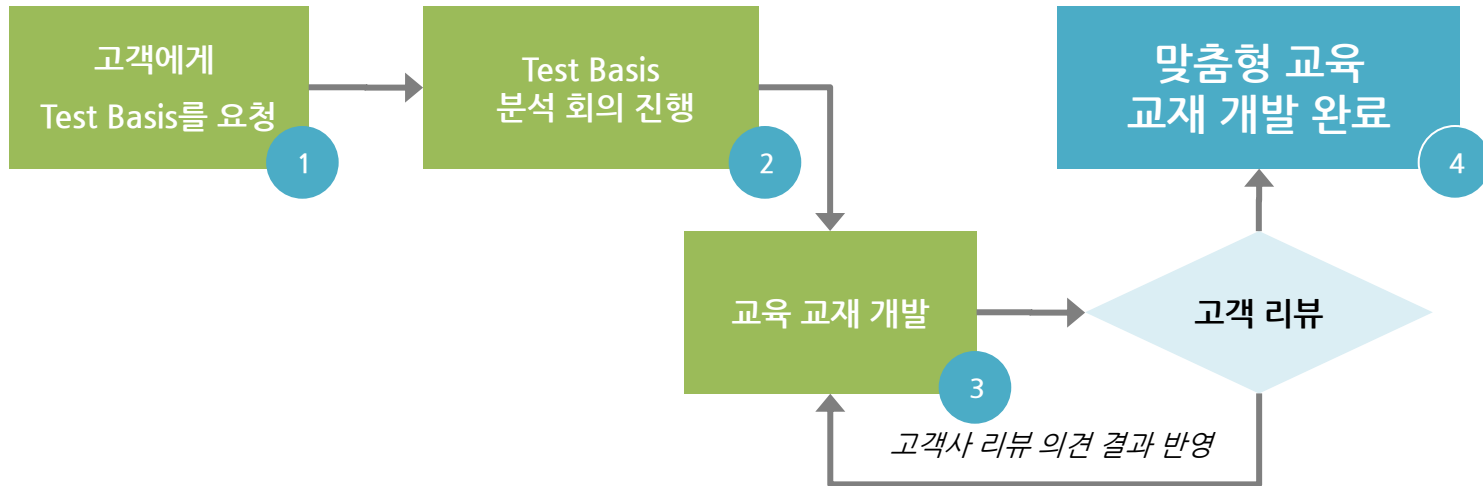 고객에게
Test Basis를 요청
1
Test Basis
분석 회의 진행
2
교육 교재 개발
3
고객 리뷰
고객사 리뷰 의견 결과 반영
맞춤형 교육
교재 개발 완료
4